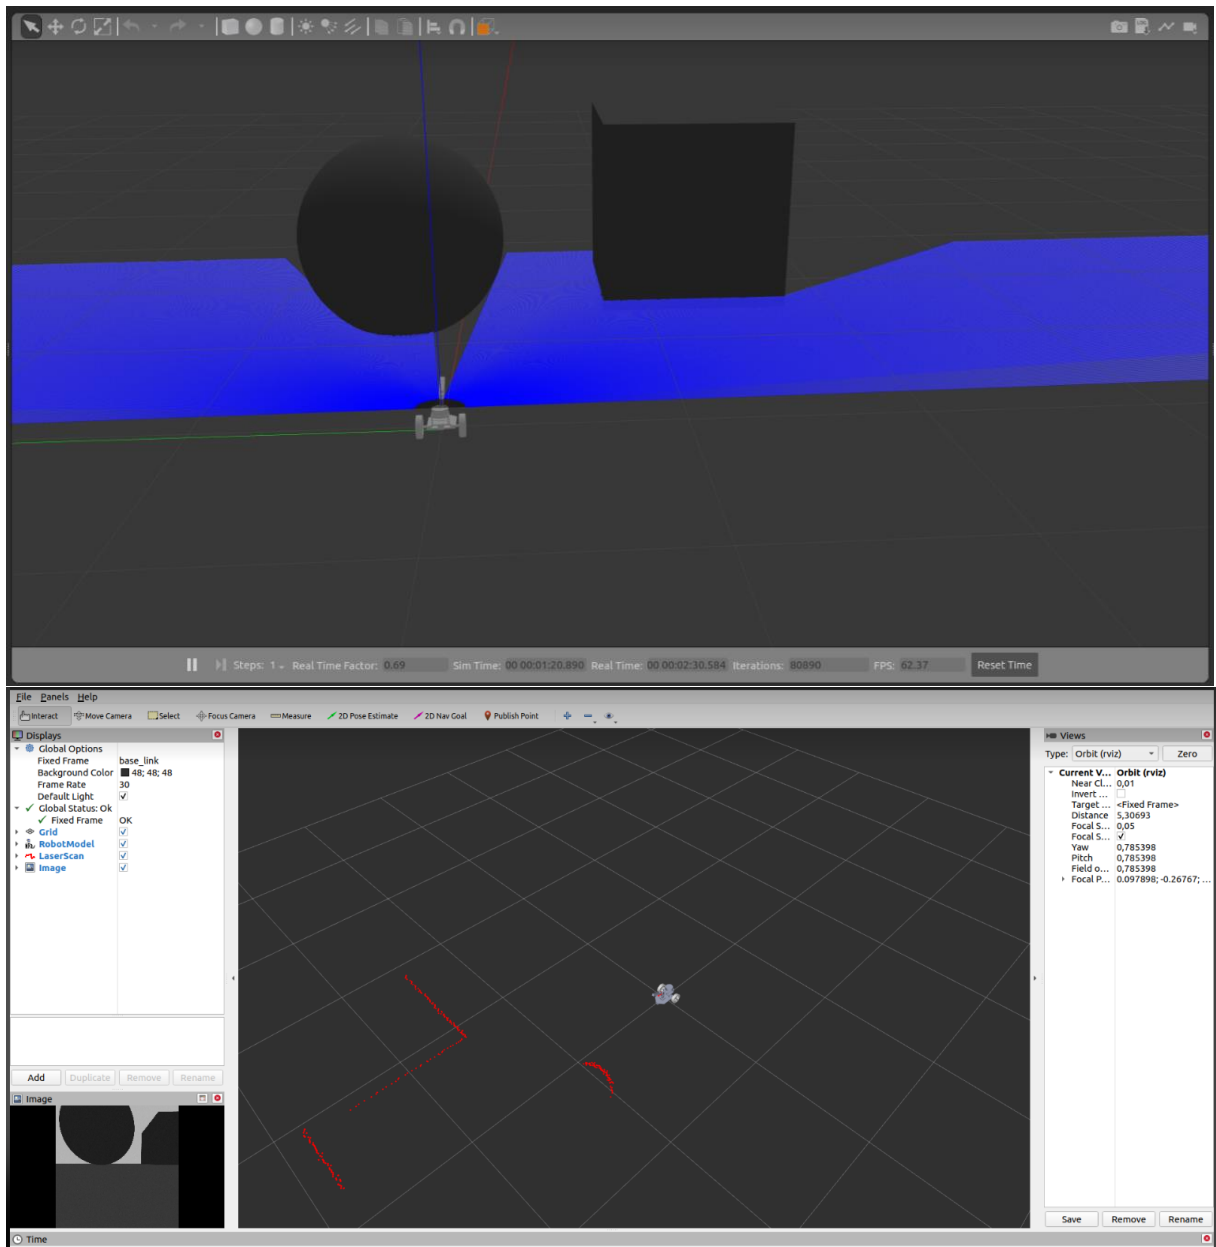 Steps: 1 Real Time Factor: 0.69 Sim Time: 00 00:01:20.890 Real Time: 00 00:02:30.584 Iterations: 80890 FPS: 62.37 Reset Time
File Panels Help
Interact Move Camera Select Focus Camera Measure 2D Pose Estimate 2D Nav Goal Publish Point
Displays
Global Options
Fixed Frame base_link
Background Color 48; 48; 48
Frame Rate 30
Default Light
Global Status: Ok
Fixed Frame OK
Grid
RobotModel
LaserScan
Image
Add Duplicate Remove Rename
Image
Views
Type: Orbit (rviz) Zero
Current V... Orbit (rviz)
Near Cl... 0,01
Invert ...
Target ... <Fixed Frame>
Distance 5,30693
Focal S... 0,05
Focal S...
Yaw 0,785398
Pitch 0,785398
Field o... 0,785398
Focal P... 0.097898; -0.26767; ...
Save Remove Rename
Time